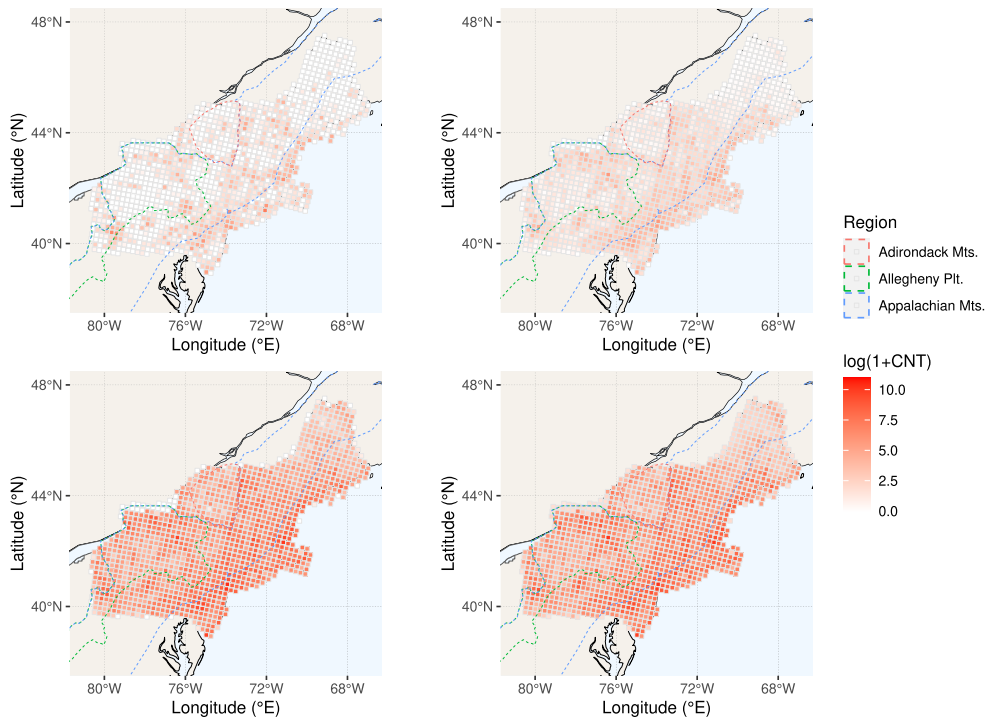 48°N
44°N
40°N
Latitude (°N)
80°W 76°W 72°W 68°W
Longitude (°E)
48°N
44°N
40°N
Latitude (°N)
80°W 76°W 72°W 68°W
Longitude (°E)
48°N
44°N
40°N
Latitude (°N)
80°W 76°W 72°W 68°W
Longitude (°E)
48°N
44°N
40°N
Latitude (°N)
80°W 76°W 72°W 68°W
Longitude (°E)
Region
Adirondack Mts.
Allegheny Plt.
Appalachian Mts.
log(1+CNT)
10.0
7.5
5.0
2.5
0.0